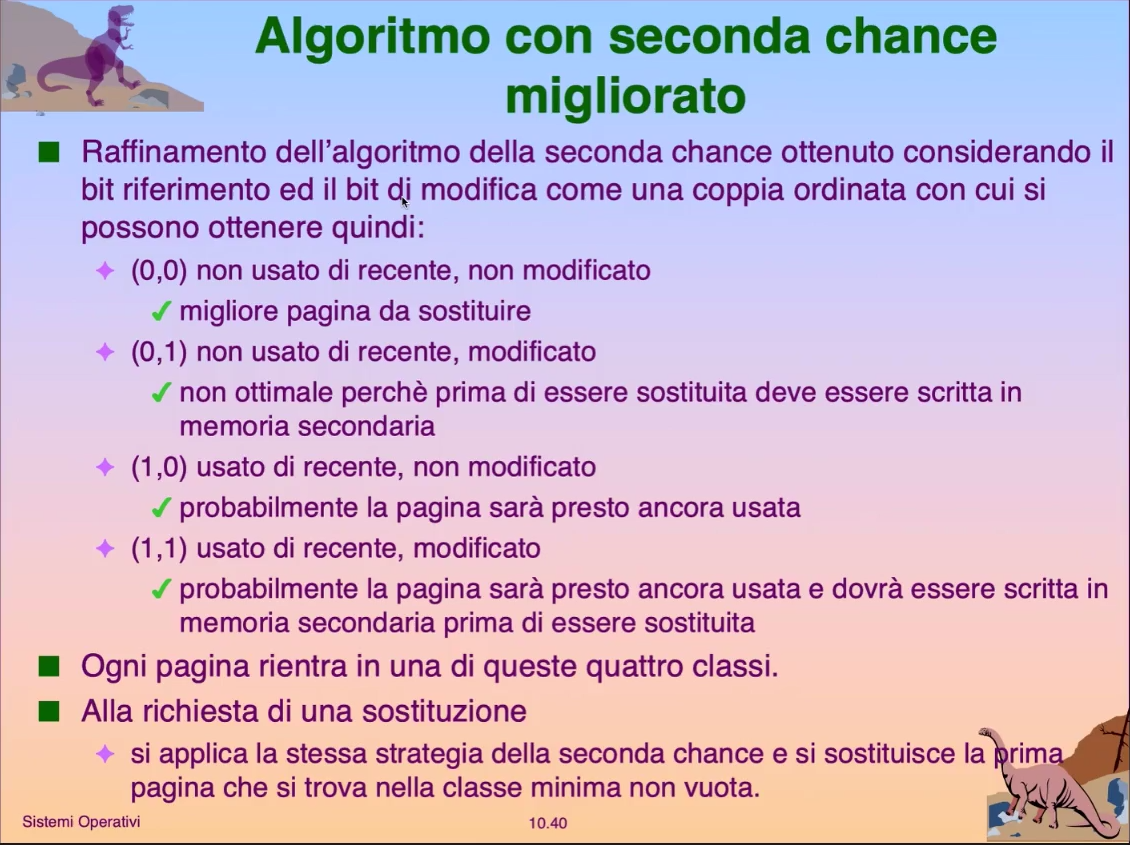 Algoritmo con seconda chance
migliorato
Raffinamento dell'algoritmo della seconda chance ottenuto considerando il
bit riferimento ed il bit di modifica come una coppia ordinata con cui si
possono ottenere quindi:
(0,0) non usato di recente, non modificato
migliore pagina da sostituire
(0,1) non usato di recente, modificato
non ottimale perchè prima di essere sostituita deve essere scritta in
memoria secondaria
(1,0) usato di recente, non modificato
probabilmente la pagina sarà presto ancora usata
(1,1) usato di recente, modificato
probabilmente la pagina sarà presto ancora usata e dovrà essere scritta in
memoria secondaria prima di essere sostituita
Ogni pagina rientra in una di queste quattro classi.
Alla richiesta di una sostituzione
si applica la stessa strategia della seconda chance e si sostituisce la prima
pagina che si trova nella classe minima non vuota.
Sistemi Operativi
10.40